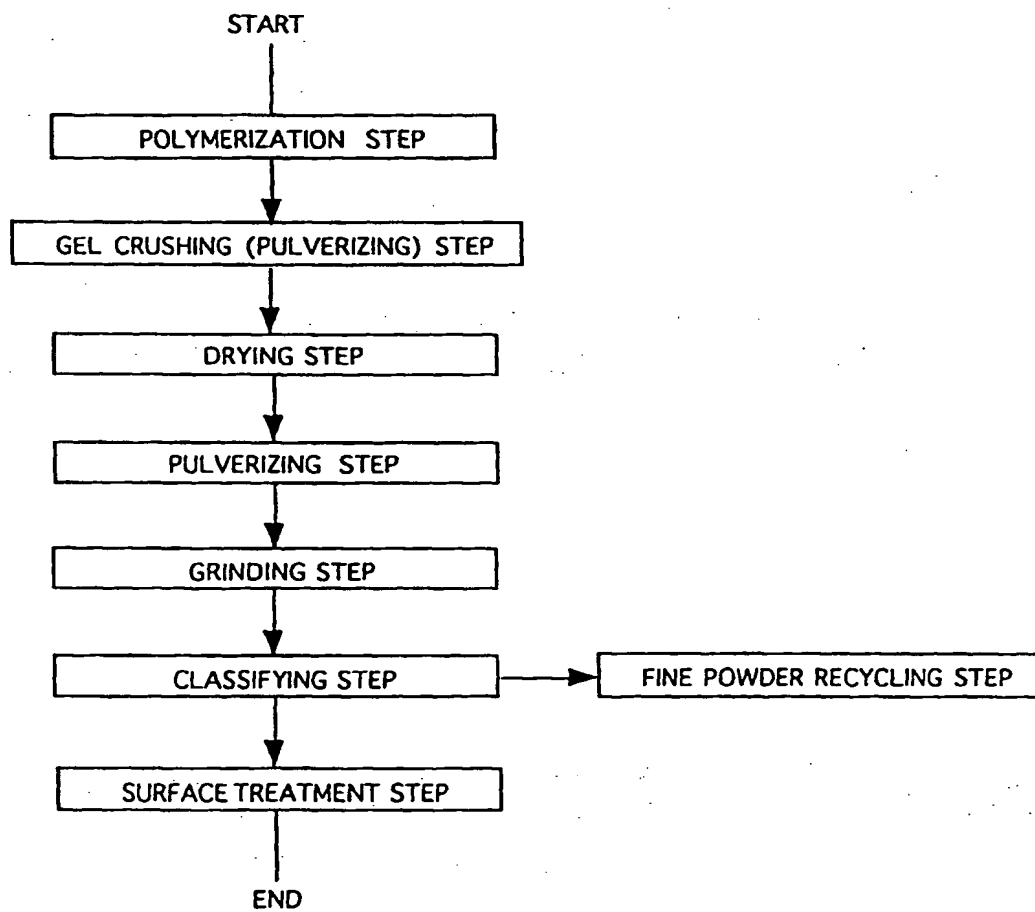 START
POLYMERIZATION STEP
GEL CRUSHING (PULVERIZING) STEP
DRYING STEP
PULVERIZING STEP
GRINDING STEP
CLASSIFYING STEP
FINE POWDER RECYCLING STEP
SURFACE TREATMENT STEP
END